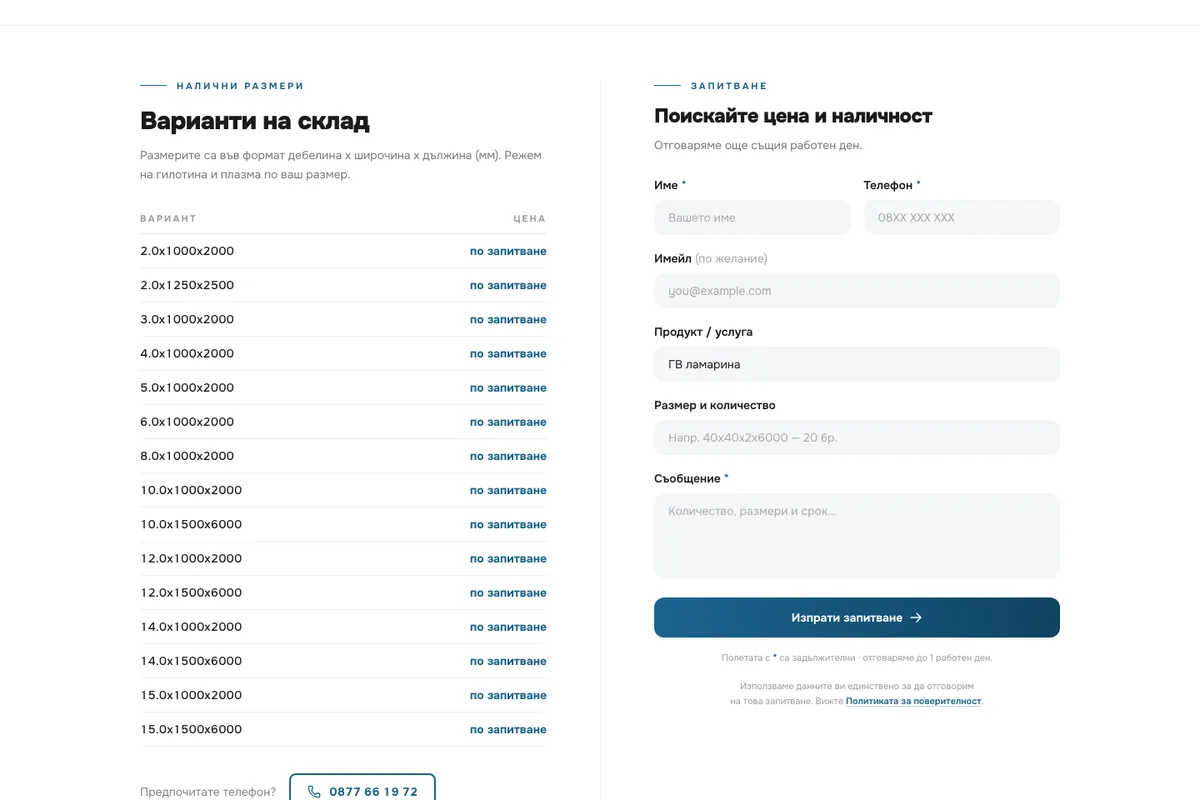 НАЛИЧНИ РАЗМЕРИ
Варианти на склад
Размерите са във формат дебелина x широчина x дължина (мм). Режем
на гилотина и плазма по ваш размер.
ВАРИАНТ ЦЕНА
2.0x1000x2000 по запитване
2.0x1250x2500 по запитване
3.0x1000x2000 по запитване
4.0x1000x2000 по запитване
5.0x1000x2000 по запитване
6.0x1000x2000 по запитване
8.0x1000x2000 по запитване
10.0x1000x2000 по запитване
10.0x1500x6000 по запитване
12.0x1000x2000 по запитване
12.0x1500x6000 по запитване
14.0x1000x2000 по запитване
14.0x1500x6000 по запитване
15.0x1000x2000 по запитване
15.0x1500x6000 по запитване
Предпочитате телефон? 0877 66 19 72
ЗАПИТВАНЕ
Поискайте цена и наличност
Отговаряме още същия работен ден.
Име * Телефон *
Вашето име 08XX XXX XXX
Имейл (по желание)
you@example.com
Продукт / услуга
ГВ ламарина
Размер и количество
Напр. 40x40x2x6000 — 20 бр.
Съобщение *
Количество, размери и срок...
Изпрати запитване →
Полетата с * са задължителни · отговаряме до 1 работен ден.
Използваме данните ви единствено за да отговорим
на това запитване. Вижте Политиката за поверителност.